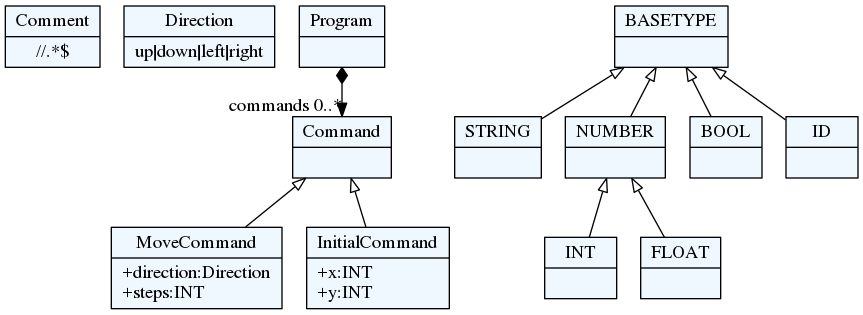 Comment
//.*$
Direction
up|down|left|right
Program
BASETYPE
commands 0..*
Command
STRING
NUMBER
BOOL
ID
MoveCommand
+direction:Direction
+steps:INT
InitialCommand
+x:INT
+y:INT
INT
FLOAT